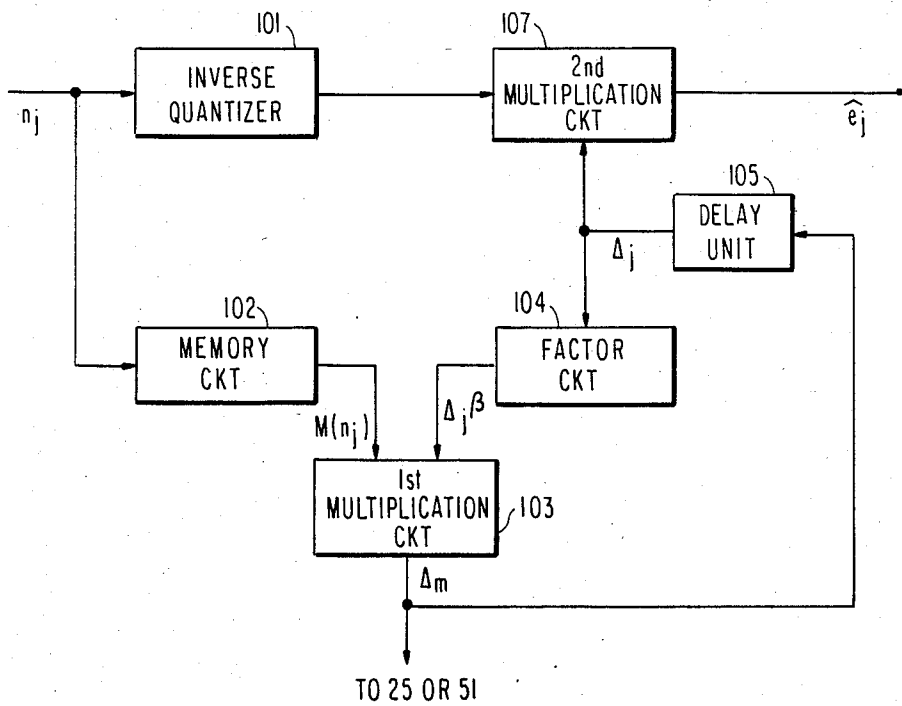 101
INVERSE
QUANTIZER
107
2nd
MULTIPLICATION
CKT
n_j
ê_j
105
DELAY
UNIT
Δ_j
102
MEMORY
CKT
104
FACTOR
CKT
M(n_j)
Δ_j^β
1st
MULTIPLICATION
CKT
103
Δ_m
TO 25 OR 51